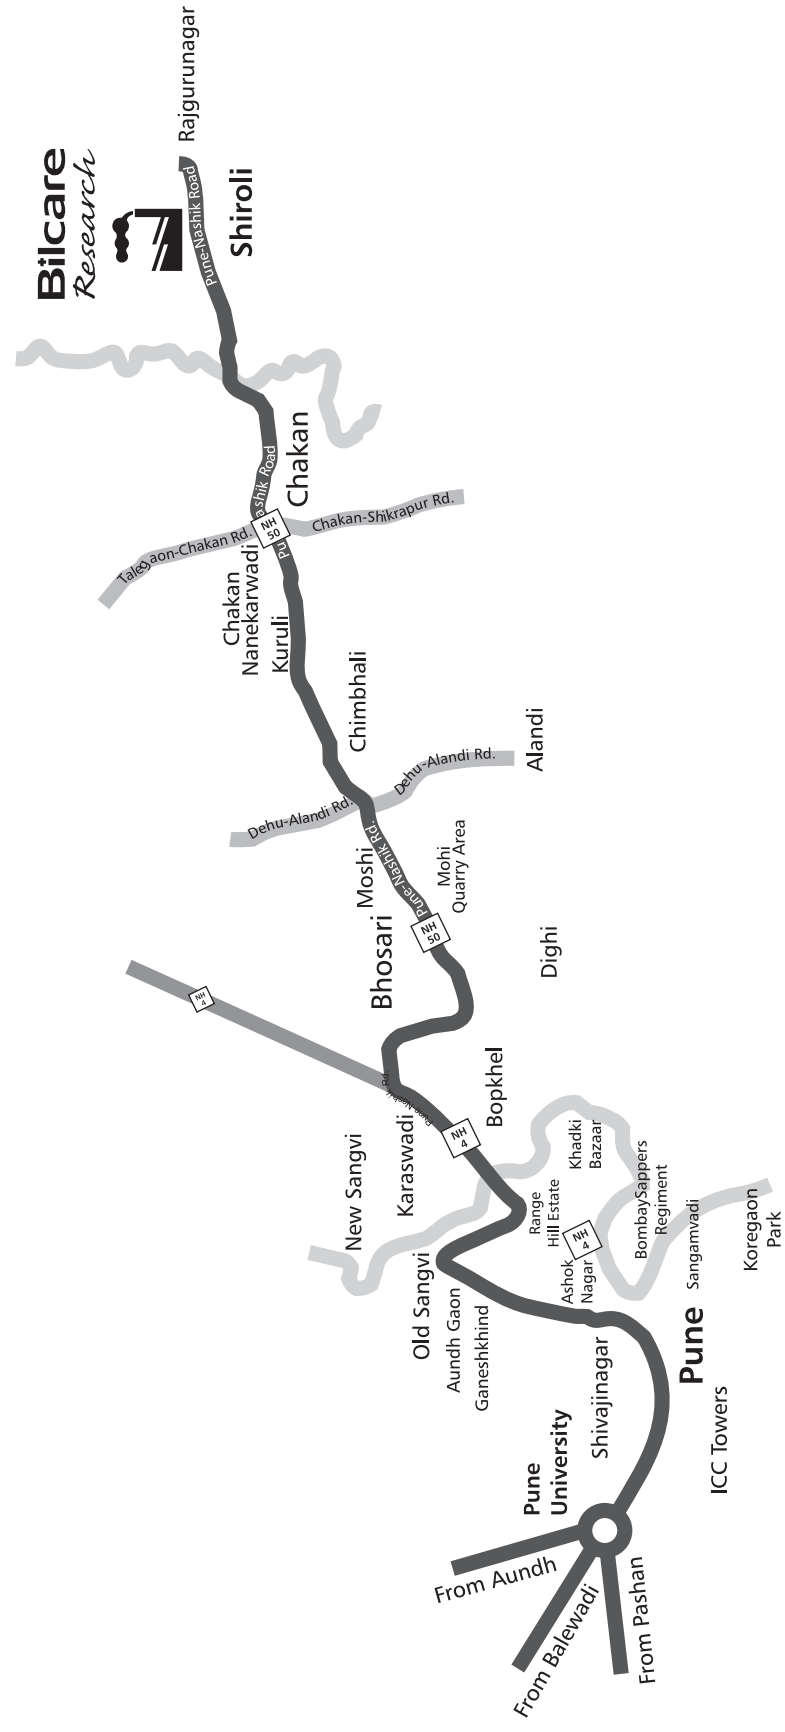 Rajgurunagar
Bilcare
Research
Pune-Nashik Road
Shiroli
ashik Road
Chakan
NH
50
Pu
Talegaon-Chakan Rd.
Chakan-Shikrapur Rd.
Chakan
Nanekarwadi
Kuruli
Chimbhali
Alandi
Dehu-Alandi Rd.
Dehu-Alandi Rd.
Moshi
Pune-Nashik Rd.
Mohi
Quarry Area
Bhosari
NH
50
Dighi
NH
4
Pune-Nashik Rd.
Bopkhel
NH
4
Karaswadi
New Sangvi
Khadki
Bazaar
Range
Hill Estate
BombaySappers
Regiment
NH
4
Sangamvadi
Koregaon
Park
Old Sangvi
Aundh Gaon
Ganeshkhind
Ashok
Nagar
Pune
Shivajinagar
ICC Towers
Pune
University
From Aundh
From Balewadi
From Pashan